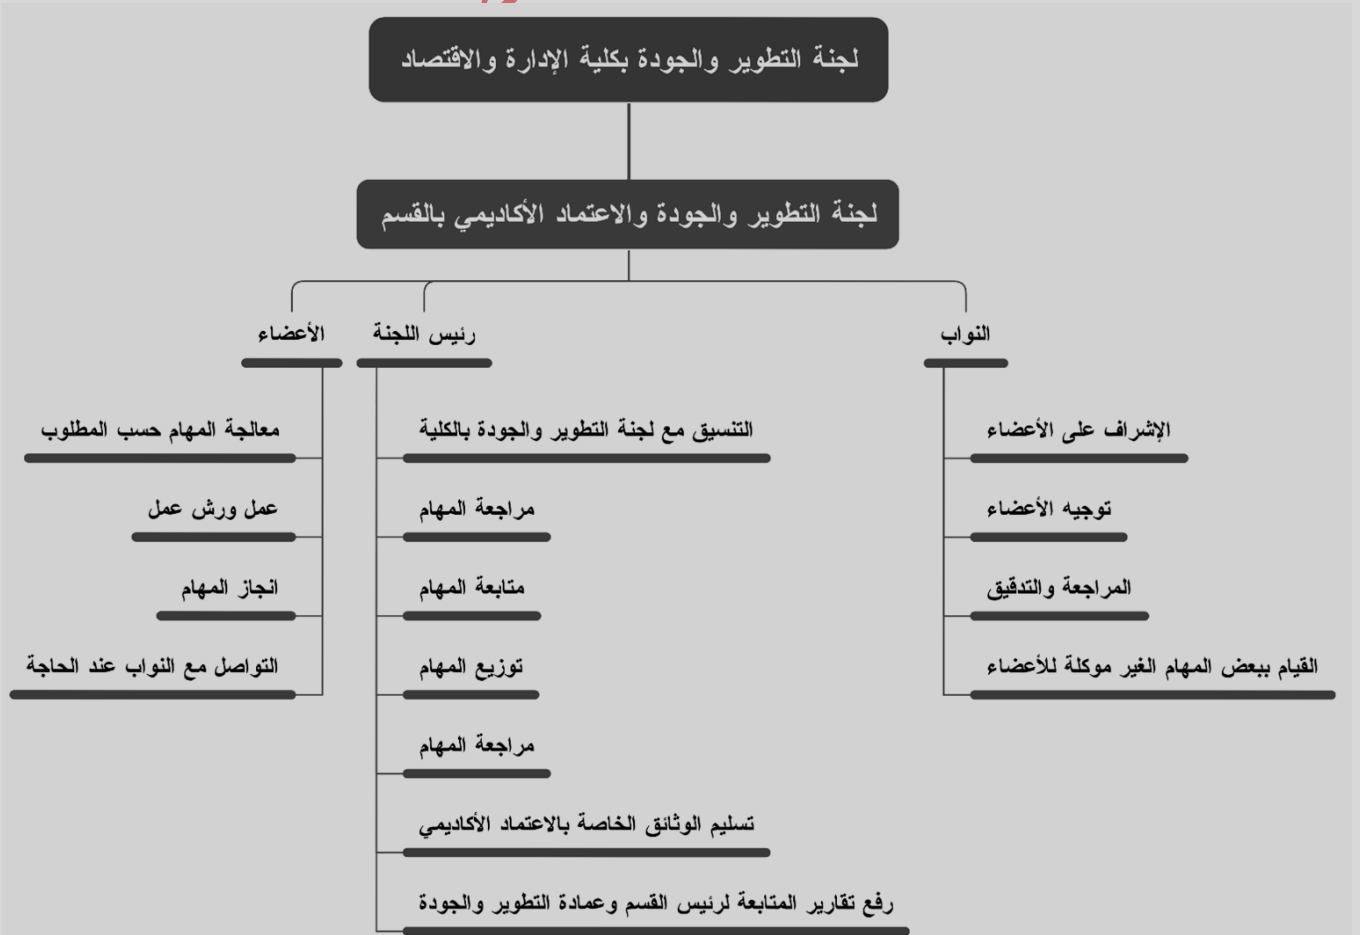 لجنة التطوير والجودة بكلية الإدارة والاقتصاد
لجنة التطوير والجودة والاعتماد الأكاديمي بالقسم
النواب
الإشراف على الأعضاء
توجيه الأعضاء
المراجعة والتدقيق
القيام ببعض المهام الغير موكلة للأعضاء
رئيس اللجنة
التنسيق مع لجنة التطوير والجودة بالكلية
مراجعة المهام
متابعة المهام
توزيع المهام
مراجعة المهام
تسليم الوثائق الخاصة بالاعتماد الأكاديمي
رفع تقارير المتابعة لرئيس القسم وعمادة التطوير والجودة
الأعضاء
معالجة المهام حسب المطلوب
عمل ورش عمل
انجاز المهام
التواصل مع النواب عند الحاجة